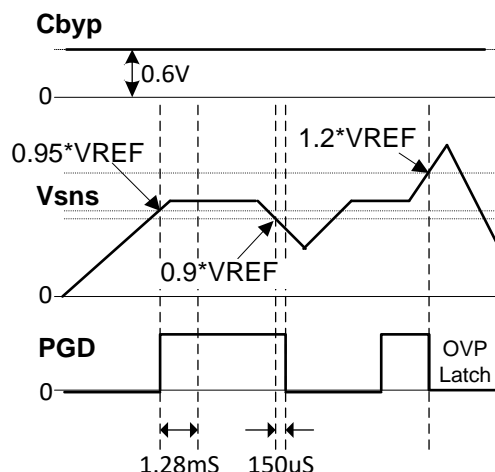 Cbyp
0.6V
0
0.95*VREF
1.2*VREF
Vsns
0.9*VREF
0
PGD
OVP
Latch
0
1.28mS
150uS